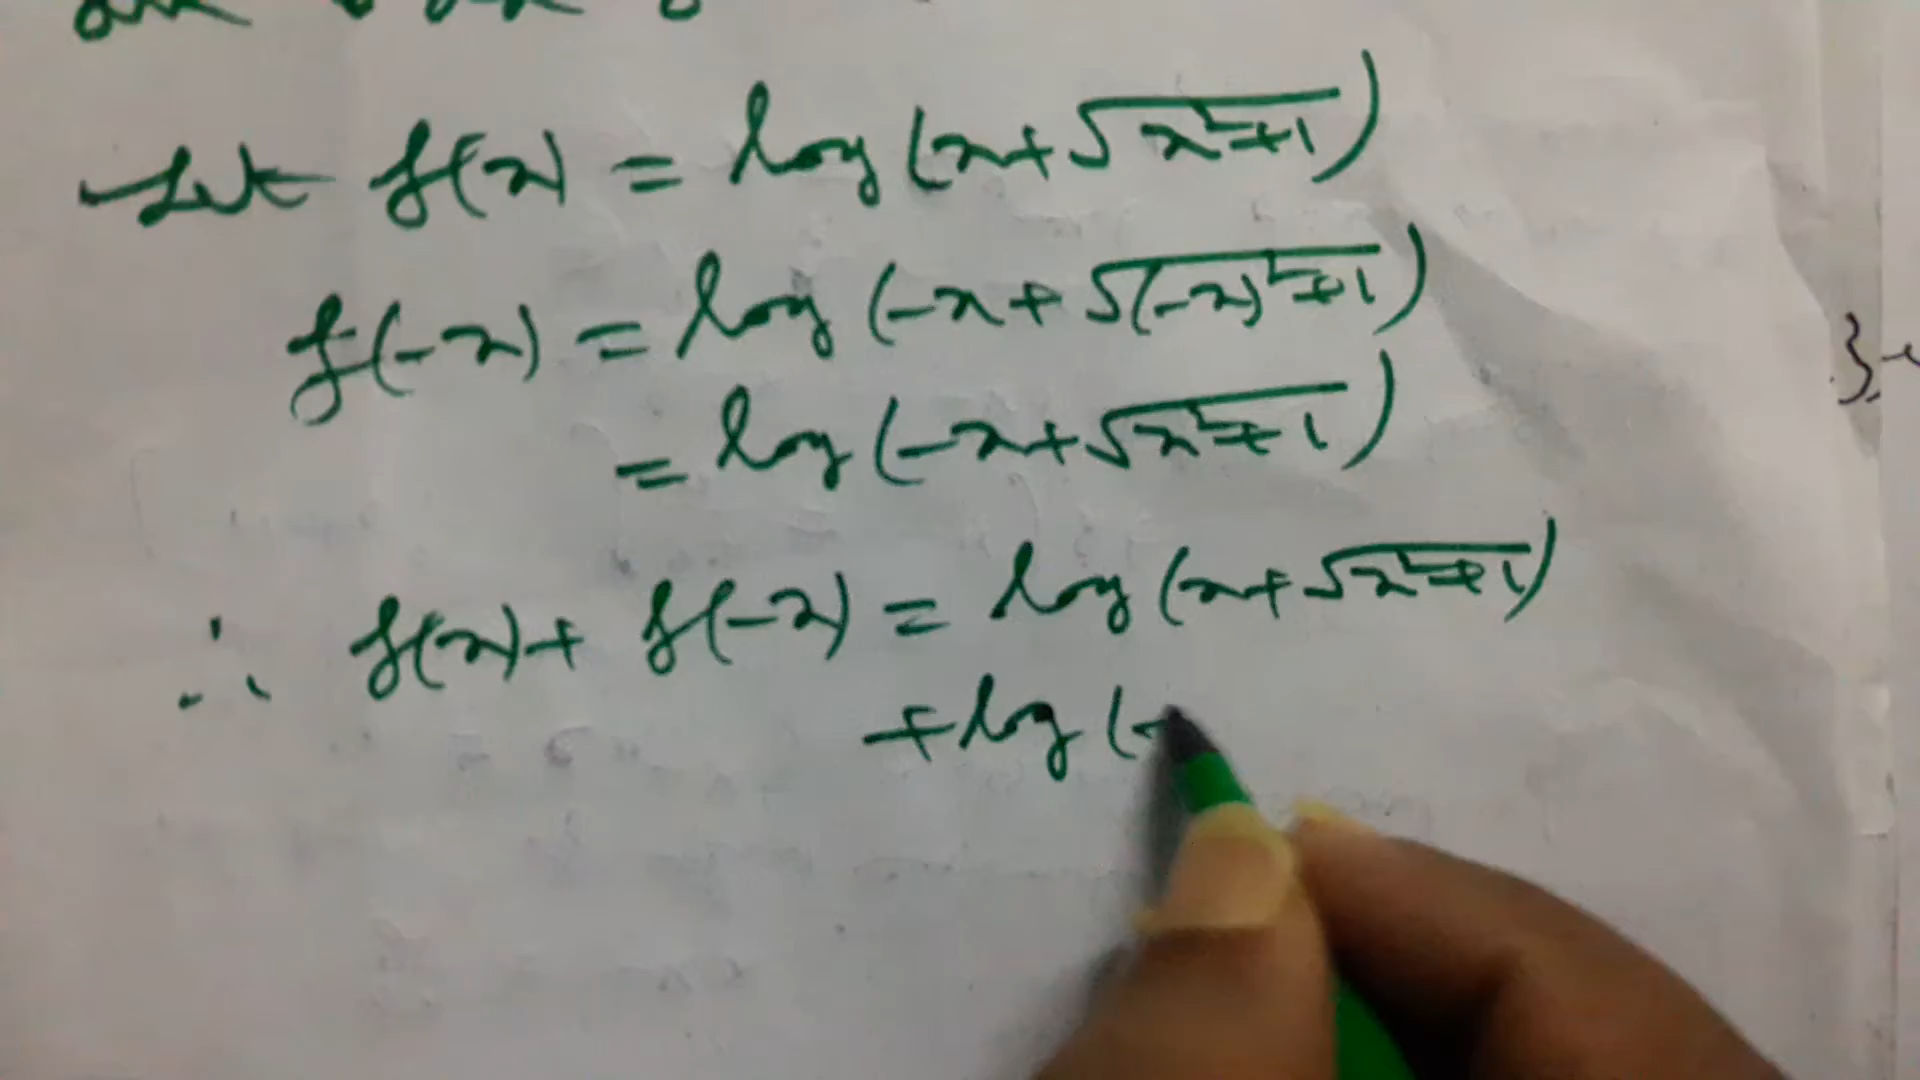 Let f(x) = log(x+√x²+1)
f(-x) = log(-x+√(-x)²+1)
= log(-x+√x²+1)
∴ f(x)+ f(-x) = log(x+√x²+1)
+log(-